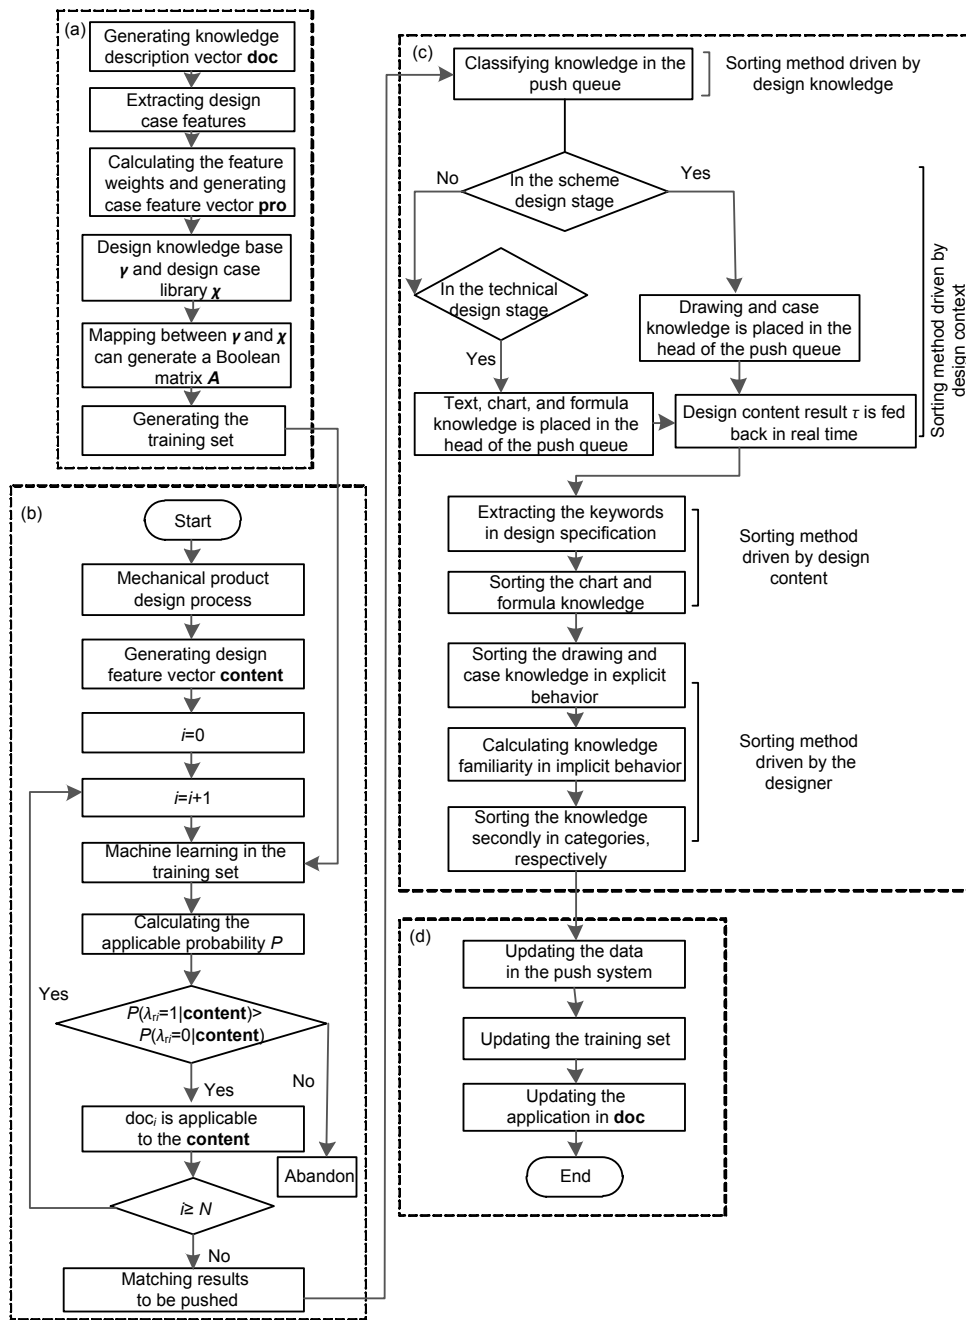 (a)
Generating knowledge
description vector doc
Extracting design
case features
Calculating the feature
weights and generating
case feature vector pro
Design knowledge base
γ and design case
library χ
Mapping between γ and χ
can generate a Boolean
matrix A
Generating the
training set
(b)
Start
Mechanical product
design process
Generating design
feature vector content
i=0
i=i+1
Machine learning in the
training set
Calculating the
applicable probability P
Yes
P(λri=1|content)>
P(λri=0|content)
No
Yes
doci is applicable
to the content
Abandon
i≥ N
No
Matching results
to be pushed
(c)
Classifying knowledge in the
push queue
Sorting method driven by
design knowledge
No
In the scheme
design stage
Yes
In the technical
design stage
Drawing and case
knowledge is placed in the
head of the push queue
Yes
Text, chart, and formula
knowledge is placed in the
head of the push queue
Design content result τ is fed
back in real time
Sorting method driven by
design context
Extracting the keywords
in design specification
Sorting the chart and
formula knowledge
Sorting method
driven by design
content
Sorting the drawing and
case knowledge in explicit
behavior
Calculating knowledge
familiarity in implicit behavior
Sorting the knowledge
secondly in categories,
respectively
Sorting method
driven by the
designer
(d)
Updating the data
in the push system
Updating the training set
Updating the
application in doc
End